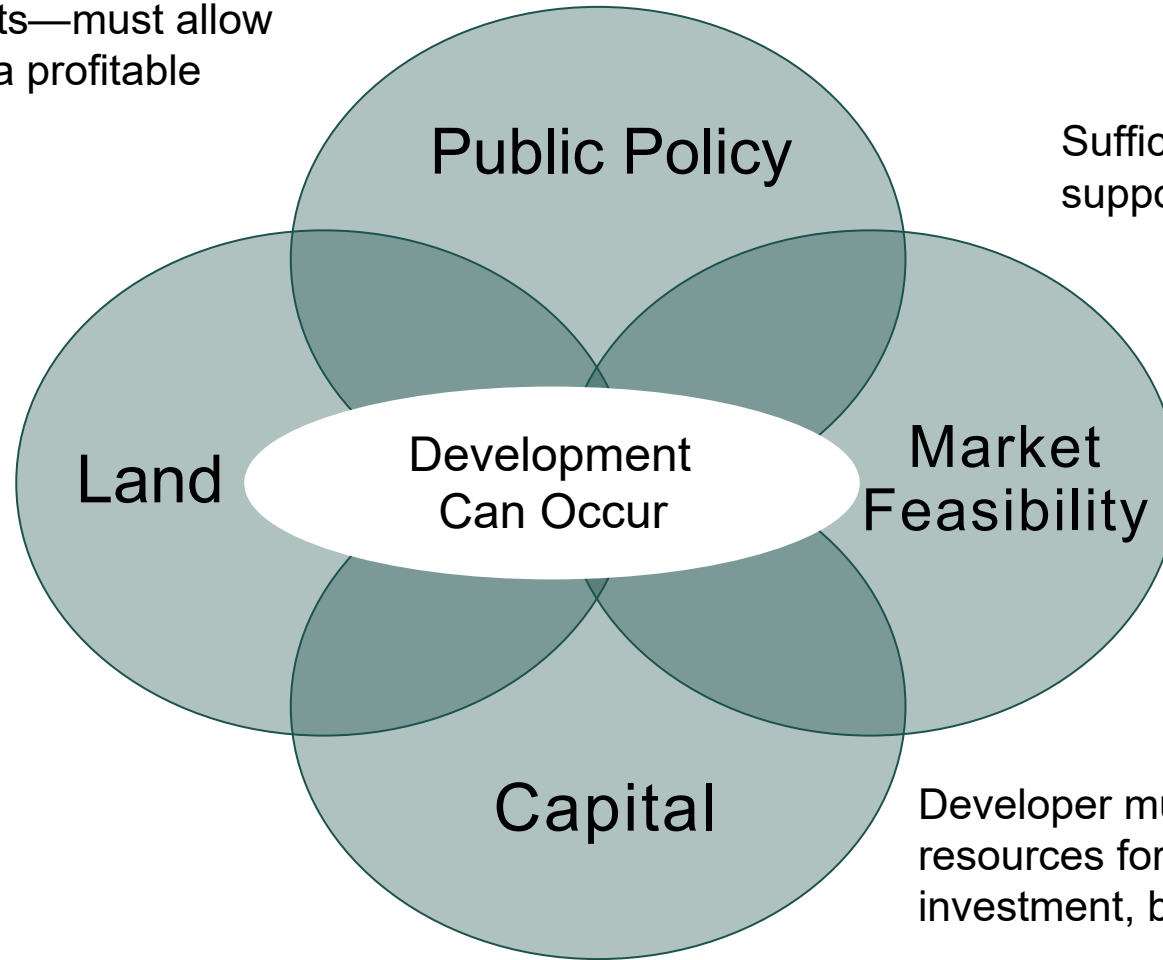 ts—must allow
a profitable
Public Policy
suppo
Land
Development
Can Occur
Market
Feasibility
Capital
Developer mu
resources for
investment, b